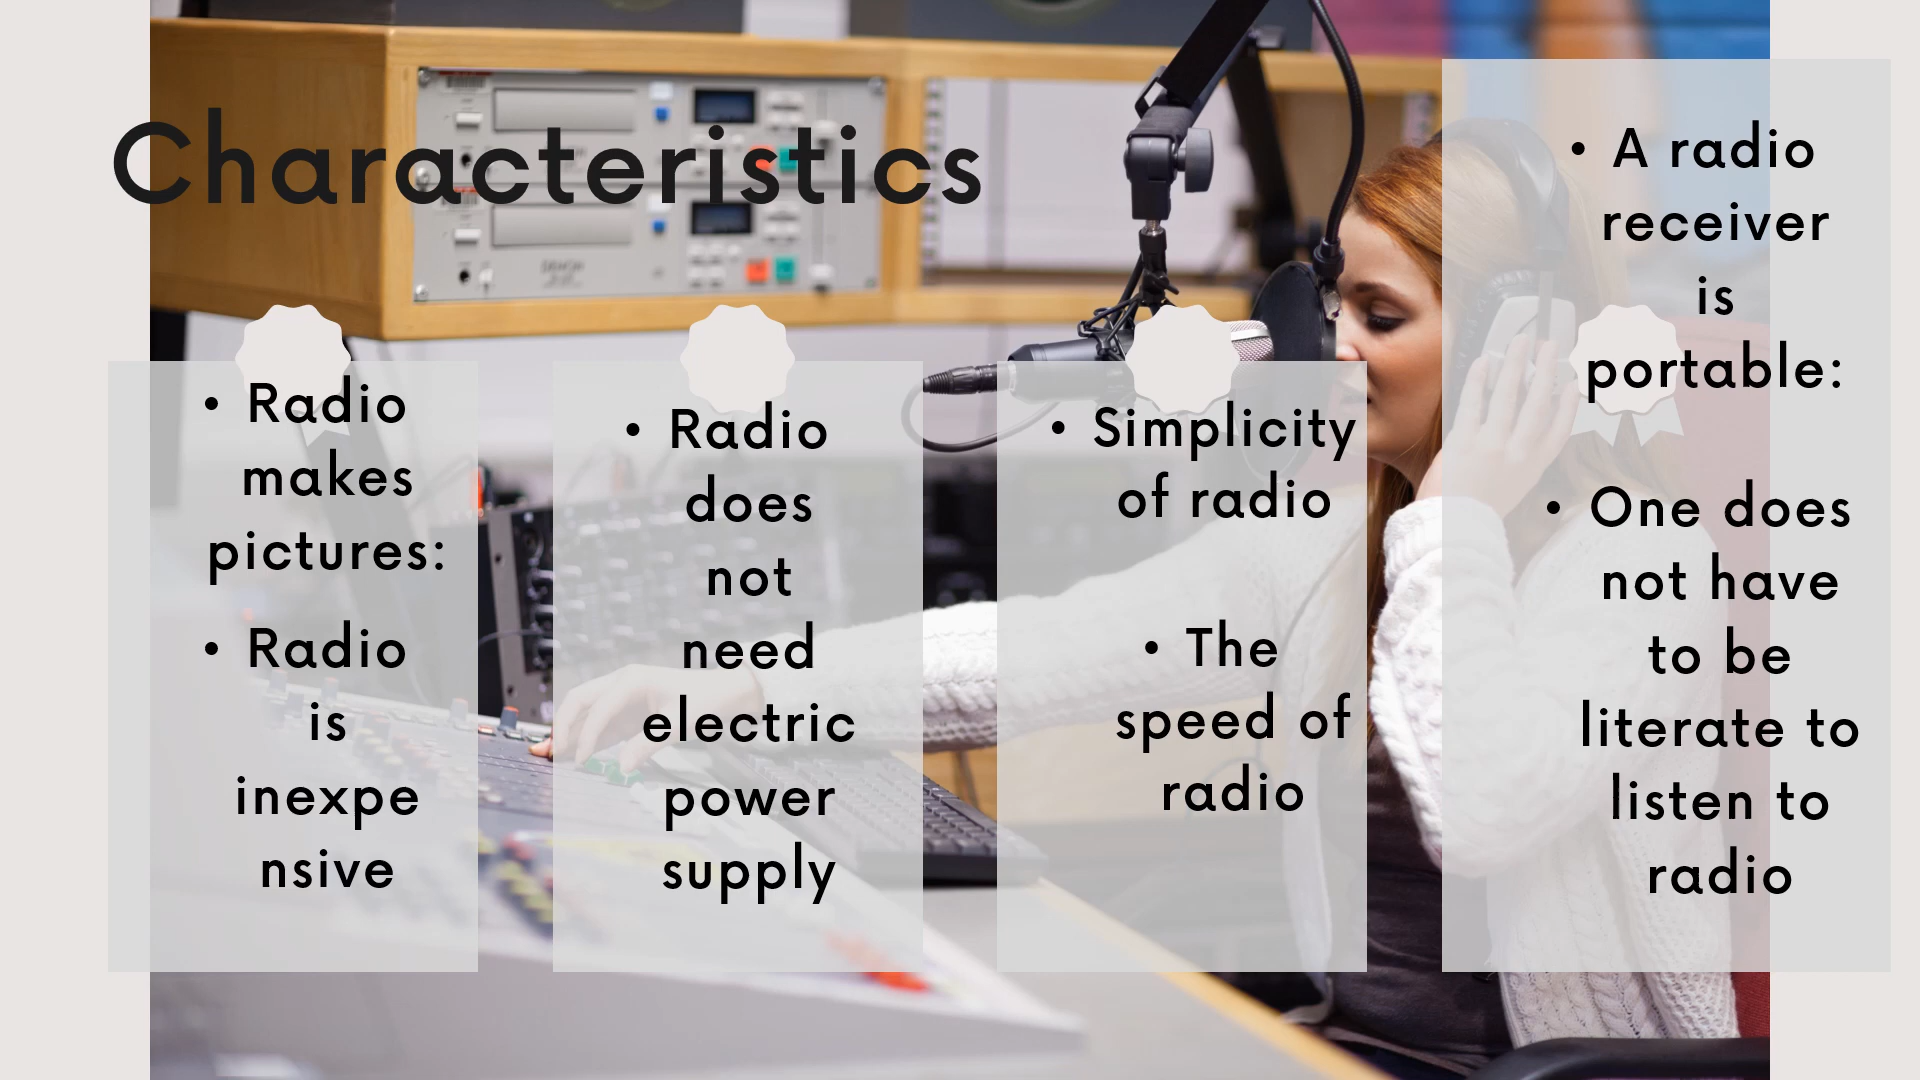 Characteristics
• Radio
makes
pictures:
• Radio
is
inexpe
nsive
• Radio
does
not
need
electric
power
supply
• Simplicity
of radio
• The
speed of
radio
• A radio
receiver
is
portable:
• One does
not have
to be
literate to
listen to
radio